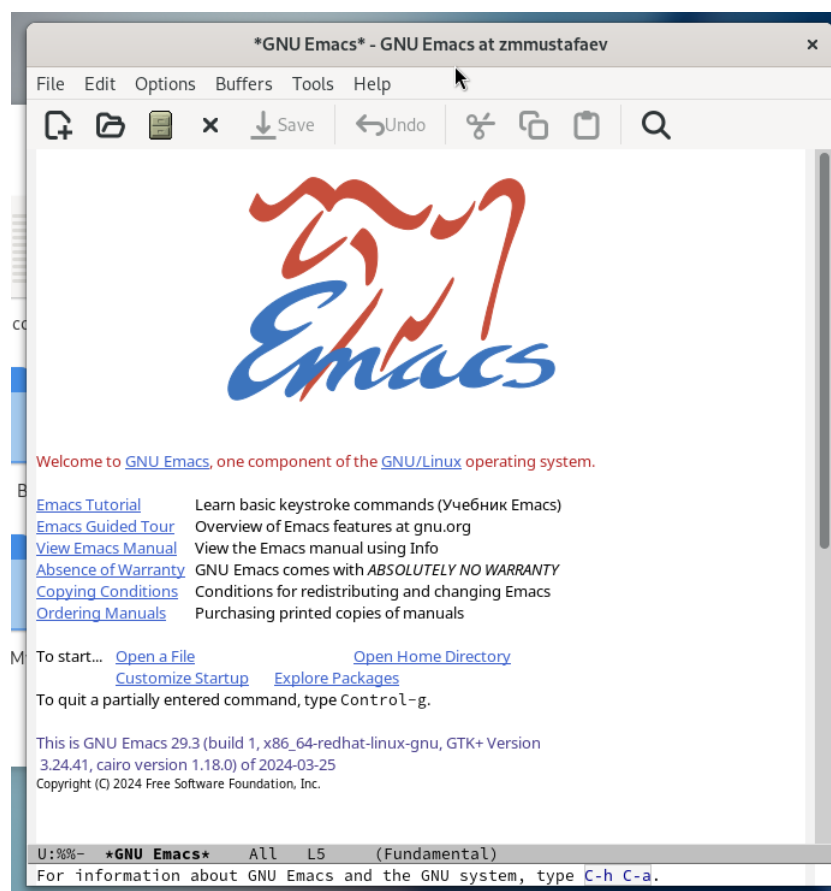 *GNU Emacs* - GNU Emacs at zmmustafaev
File Edit Options Buffers Tools Help
Save Undo
Emacs
Welcome to GNU Emacs, one component of the GNU/Linux operating system.
Emacs Tutorial Learn basic keystroke commands (Учебник Emacs)
Emacs Guided Tour Overview of Emacs features at gnu.org
View Emacs Manual View the Emacs manual using Info
Absence of Warranty GNU Emacs comes with ABSOLUTELY NO WARRANTY
Copying Conditions Conditions for redistributing and changing Emacs
Ordering Manuals Purchasing printed copies of manuals
To start... Open a File Open Home Directory
Customize Startup Explore Packages
To quit a partially entered command, type Control-g.
This is GNU Emacs 29.3 (build 1, x86_64-redhat-linux-gnu, GTK+ Version
3.24.41, cairo version 1.18.0) of 2024-03-25
Copyright (C) 2024 Free Software Foundation, Inc.
U:%%- *GNU Emacs* All L5 (Fundamental)
For information about GNU Emacs and the GNU system, type C-h C-a.